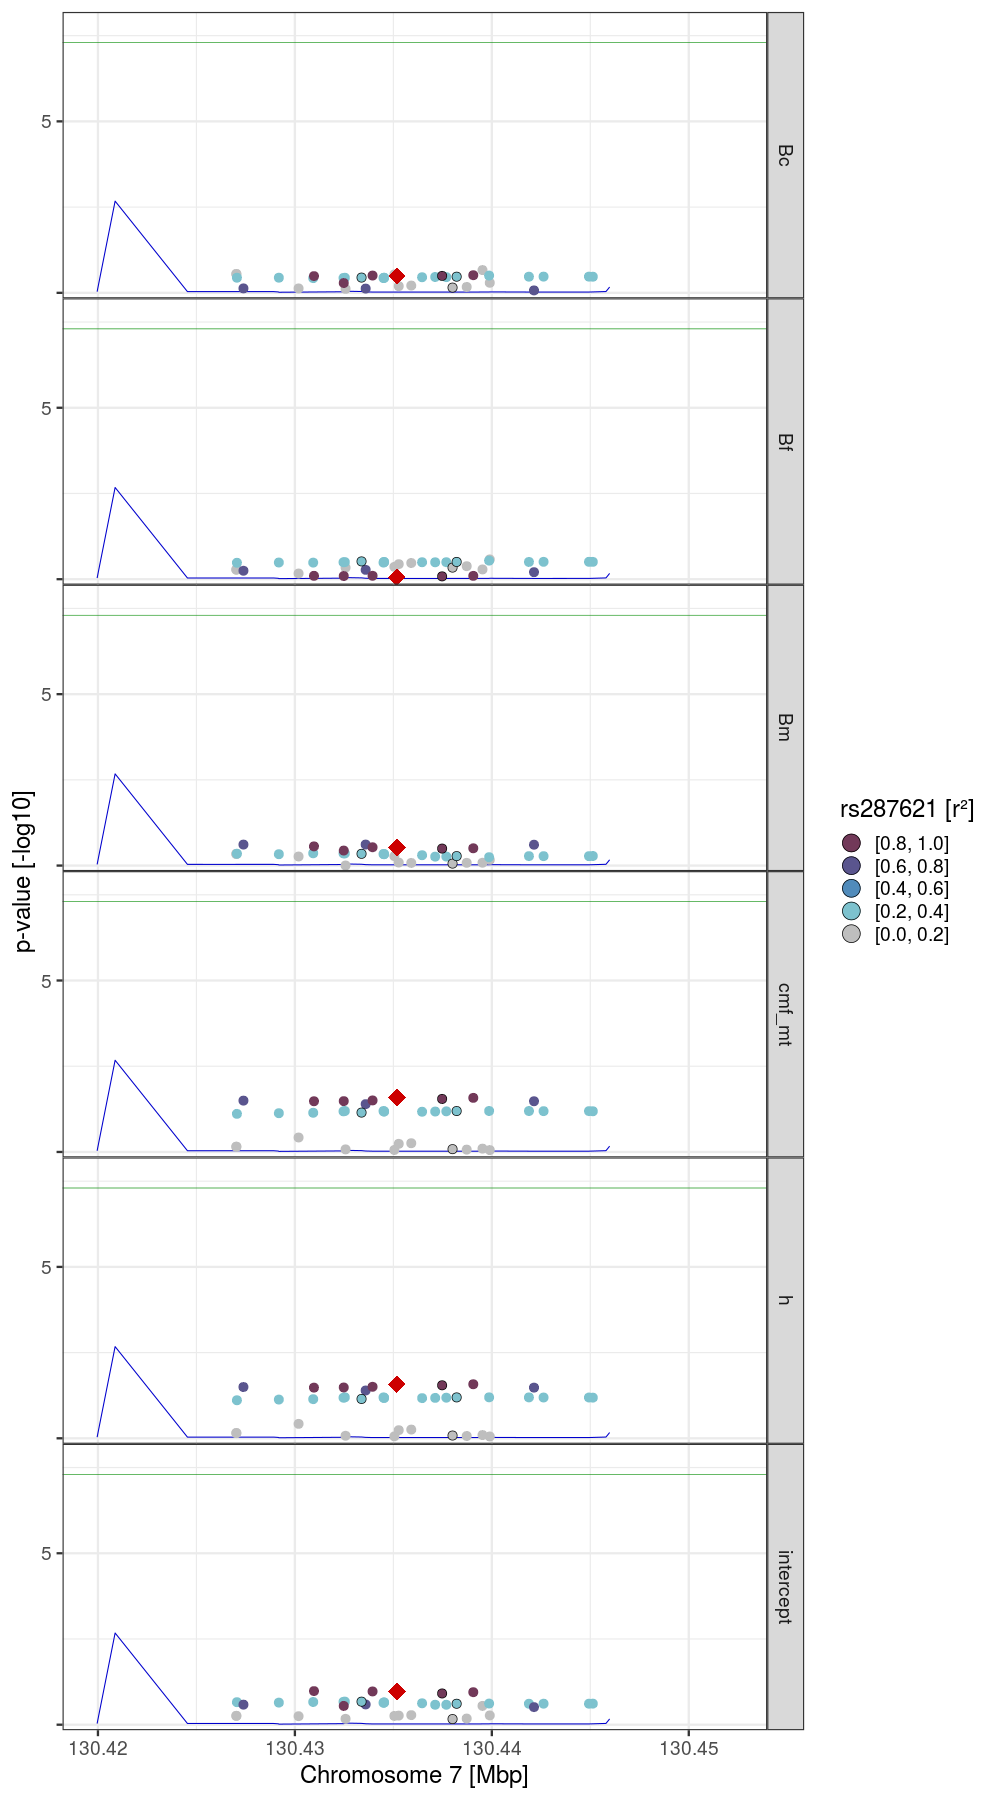 5
Bc
5
Bf
5
Bm
5
cmf_mt
5
h
5
intercept
p-value [-log10]
130.42 130.43 130.44 130.45
Chromosome 7 [Mbp]
rs287621 [r²]
[0.8, 1.0]
[0.6, 0.8]
[0.4, 0.6]
[0.2, 0.4]
[0.0, 0.2]